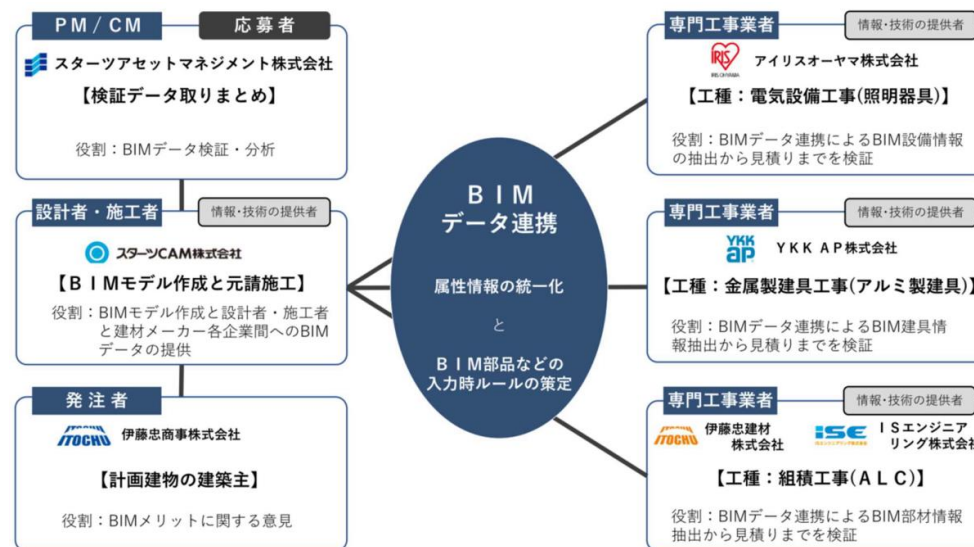 PM/CM
応募者
スターツアセットマネジメント株式会社
【検証データ取りまとめ】
役割：BIMデータ検証・分析
設計者・施工者
情報・技術の提供者
スターツCAM株式会社
【BIMモデル作成と元請施工】
役割：BIMモデル作成と設計者・施工者
と建材メーカー各企業間へのBIM
データの提供
発注者
ITOCHU
伊藤忠商事株式会社
【計画建物の建築主】
役割：BIMメリットに関する意見
BIM
データ連携
属性情報の統一化
と
BIM部品などの
入力時ルールの策定
専門工事業者
情報・技術の提供者
IRIS
IRIS OHYAMA
アイリスオーヤマ株式会社
【工種：電気設備工事(照明器具)】
役割：BIMデータ連携によるBIM設備情報
の抽出から見積りまでを検証
専門工事業者
情報・技術の提供者
YKK
ap
YKK AP株式会社
【工種：金属製建具工事(アルミ製建具)】
役割：BIMデータ連携によるBIM建具情
報抽出から見積りまでを検証
専門工事業者
情報・技術の提供者
ITOCHU
伊藤忠建材
株式会社
ISE
ISエンジニア
リング株式会社
【工種：組積工事(ALC)】
役割：BIMデータ連携によるBIM部材情報
抽出から見積りまでを検証